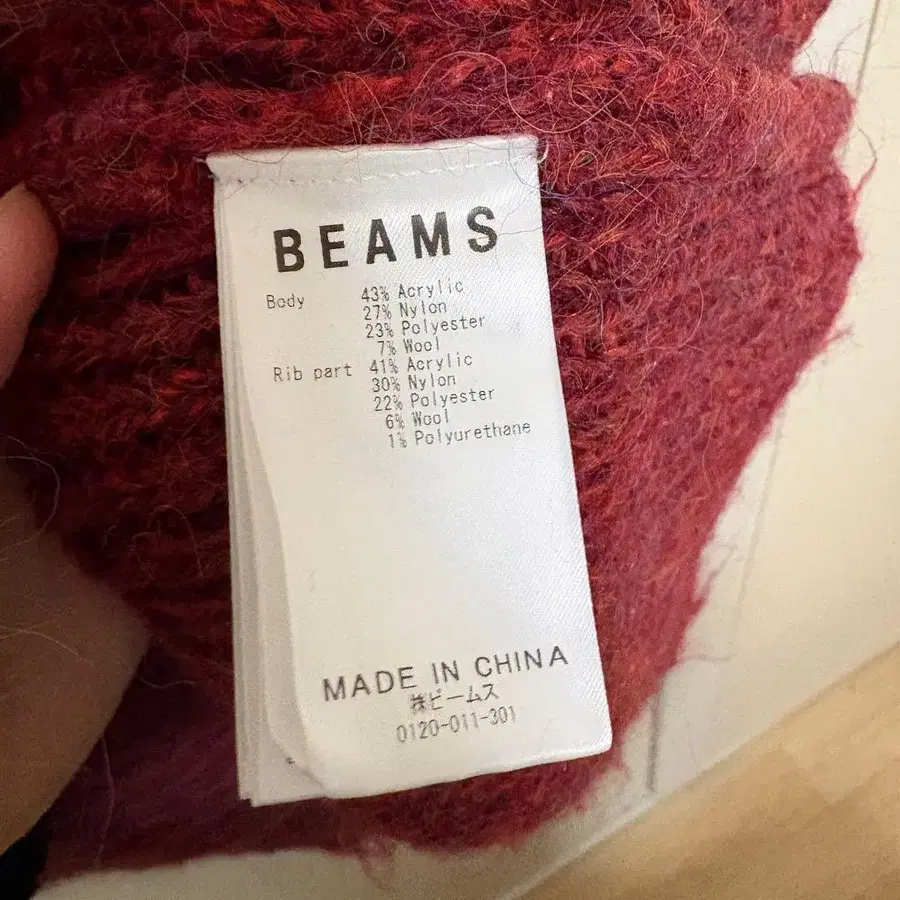 BEAMS
Body 43% Acrylic
27% Nylon
23% Polyester
7% Wool
Rib part 41% Acrylic
30% Nylon
22% Polyester
6% Wool
1% Polyurethane
MADE IN CHINA
㈱ビームス
0120-011-301